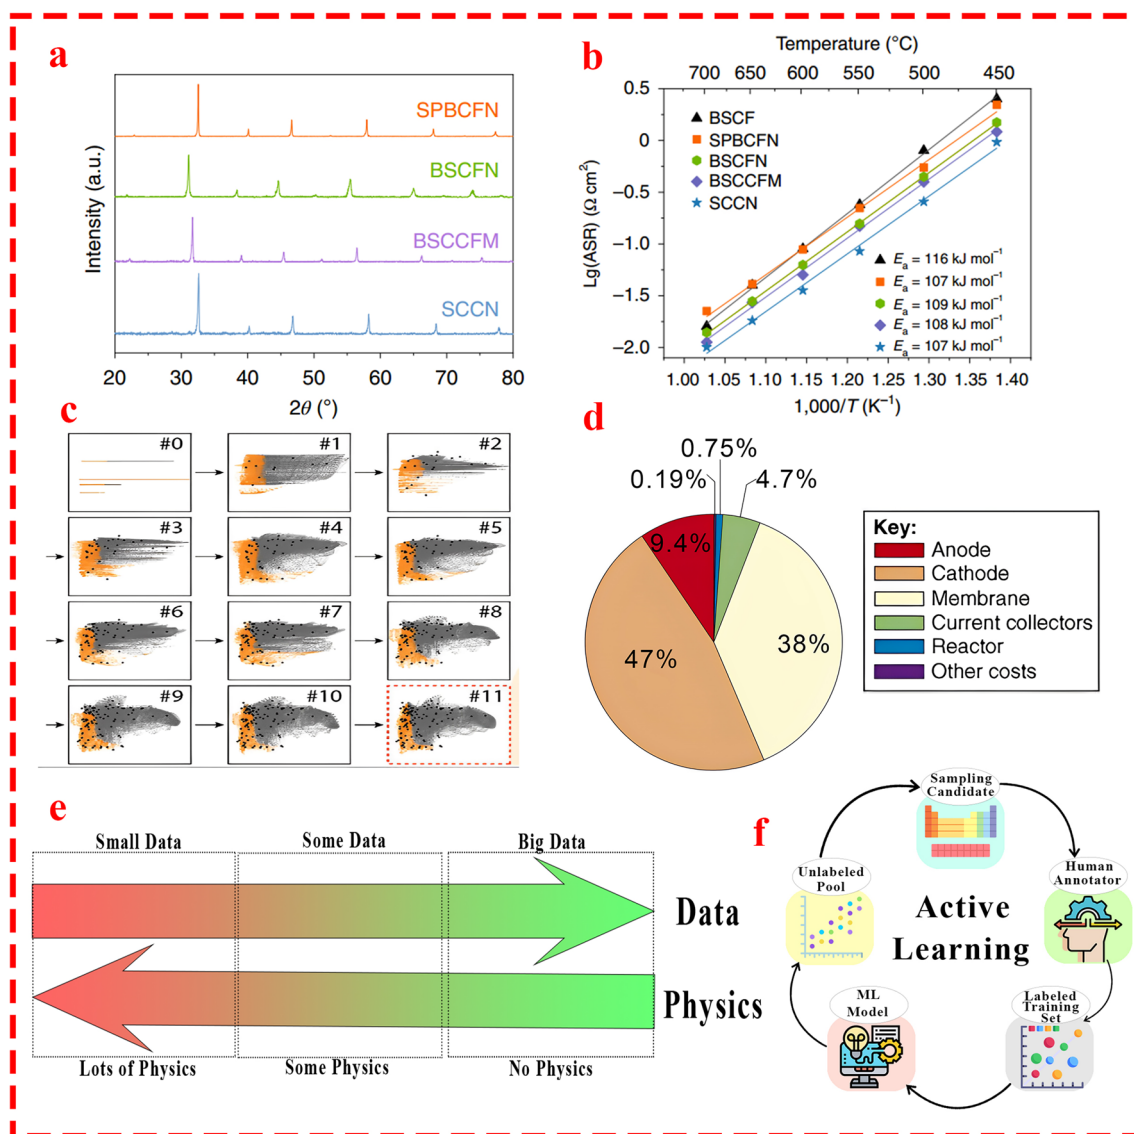 a
Intensity (a.u.)
SPBCFN
BSCFN
BSCCFM
SCCN
20 30 40 50 60 70 80
2θ (°)
b
Temperature (°C)
700 650 600 550 500 450
Lg(ASR) (Ω cm²)
0.5
0
−0.5
−1.0
−1.5
−2.0
BSCF
SPBCFN
BSCFN
BSCCFM
SCCN
Eₐ = 116 kJ mol⁻¹
Eₐ = 107 kJ mol⁻¹
Eₐ = 109 kJ mol⁻¹
Eₐ = 108 kJ mol⁻¹
Eₐ = 107 kJ mol⁻¹
1.00 1.05 1.10 1.15 1.20 1.25 1.30 1.35 1.40
1,000/T (K⁻¹)
c
#0 #1 #2
#3 #4 #5
#6 #7 #8
#9 #10 #11
d
0.75%
0.19%
4.7%
9.4%
47%
38%
Key:
Anode
Cathode
Membrane
Current collectors
Reactor
Other costs
e
Small Data Some Data Big Data
Data
Physics
Lots of Physics Some Physics No Physics
f
Sampling
Candidate
Human
Annotator
Labeled
Training
Set
ML
Model
Unlabeled
Pool
Active
Learning